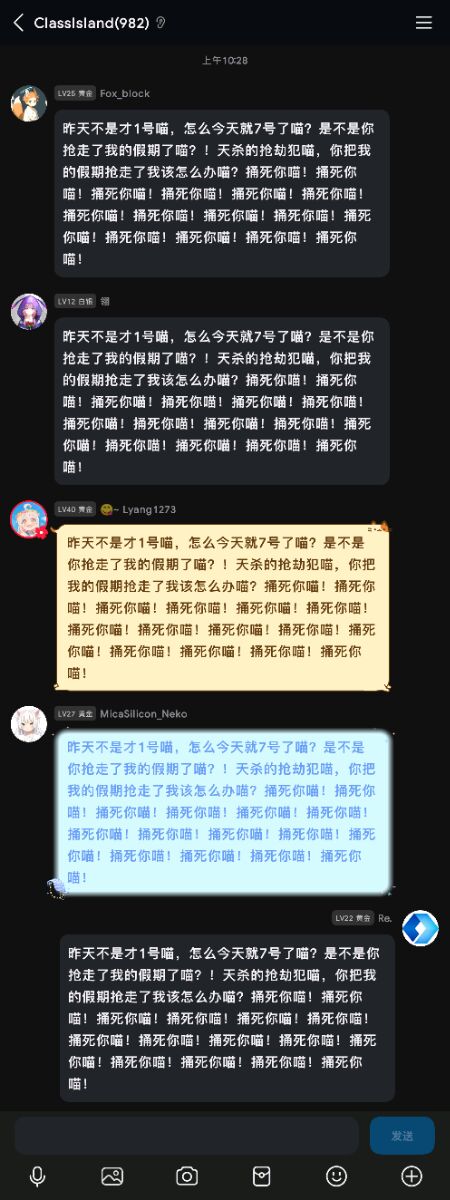 ClassIsland(982)
上午10:28
LV25 黄金 Fox_block
昨天不是才1号喵，怎么今天就7号了喵？是不是你
抢走了我的假期了喵？！天杀的抢劫犯喵，你把我
的假期抢走了我该怎么办喵？捅死你喵！捅死你
喵！捅死你喵！捅死你喵！捅死你喵！捅死你喵！
捅死你喵！捅死你喵！捅死你喵！捅死你喵！捅死
你喵！捅死你喵！捅死你喵！捅死你喵！捅死你
喵！
LV12 白银
昨天不是才1号喵，怎么今天就7号了喵？是不是你
抢走了我的假期了喵？！天杀的抢劫犯喵，你把我
的假期抢走了我该怎么办喵？捅死你喵！捅死你
喵！捅死你喵！捅死你喵！捅死你喵！捅死你喵！
捅死你喵！捅死你喵！捅死你喵！捅死你喵！捅死
你喵！捅死你喵！捅死你喵！捅死你喵！捅死你
喵！
LV40 黄金 😋~ Lyang1273
昨天不是才1号喵，怎么今天就7号了喵？是不是
你抢走了我的假期了喵？！天杀的抢劫犯喵，你把
我的假期抢走了我该怎么办喵？捅死你喵！捅死你
喵！捅死你喵！捅死你喵！捅死你喵！捅死你喵！
捅死你喵！捅死你喵！捅死你喵！捅死你喵！捅死
你喵！捅死你喵！捅死你喵！捅死你喵！捅死你
喵！
LV27 黄金 MicaSilicon_Neko
昨天不是才1号喵，怎么今天就7号了喵？是不是
你抢走了我的假期了喵？！天杀的抢劫犯喵，你把
我的假期抢走了我该怎么办喵？捅死你喵！捅死你
喵！捅死你喵！捅死你喵！捅死你喵！捅死你喵！
捅死你喵！捅死你喵！捅死你喵！捅死你喵！捅死
你喵！捅死你喵！捅死你喵！捅死你喵！捅死你
喵！
LV22 黄金 Re.
昨天不是才1号喵，怎么今天就7号了喵？是不是你
抢走了我的假期了喵？！天杀的抢劫犯喵，你把我
的假期抢走了我该怎么办喵？捅死你喵！捅死你
喵！捅死你喵！捅死你喵！捅死你喵！捅死你喵！
捅死你喵！捅死你喵！捅死你喵！捅死你喵！捅死
你喵！捅死你喵！捅死你喵！捅死你喵！捅死你
喵！
发送